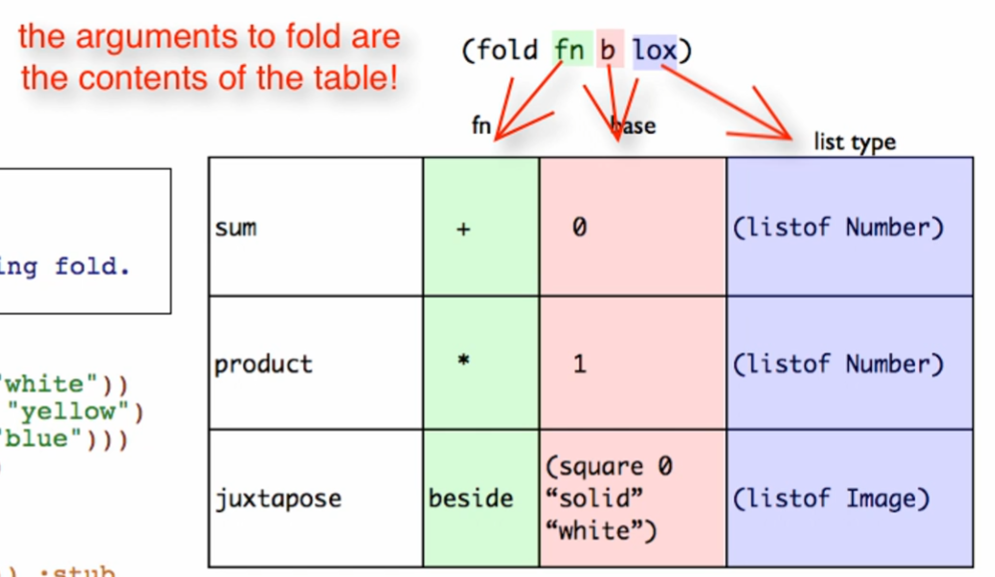 the arguments to fold are
the contents of the table!
(fold fn b lox)
fn
base
list type
sum
+
0
(listof Number)
product
*
1
(listof Number)
juxtapose
beside
(square 0
“solid”
“white”)
(listof Image)
ing fold.
"white"))
"yellow")
"blue")))
) ;stub